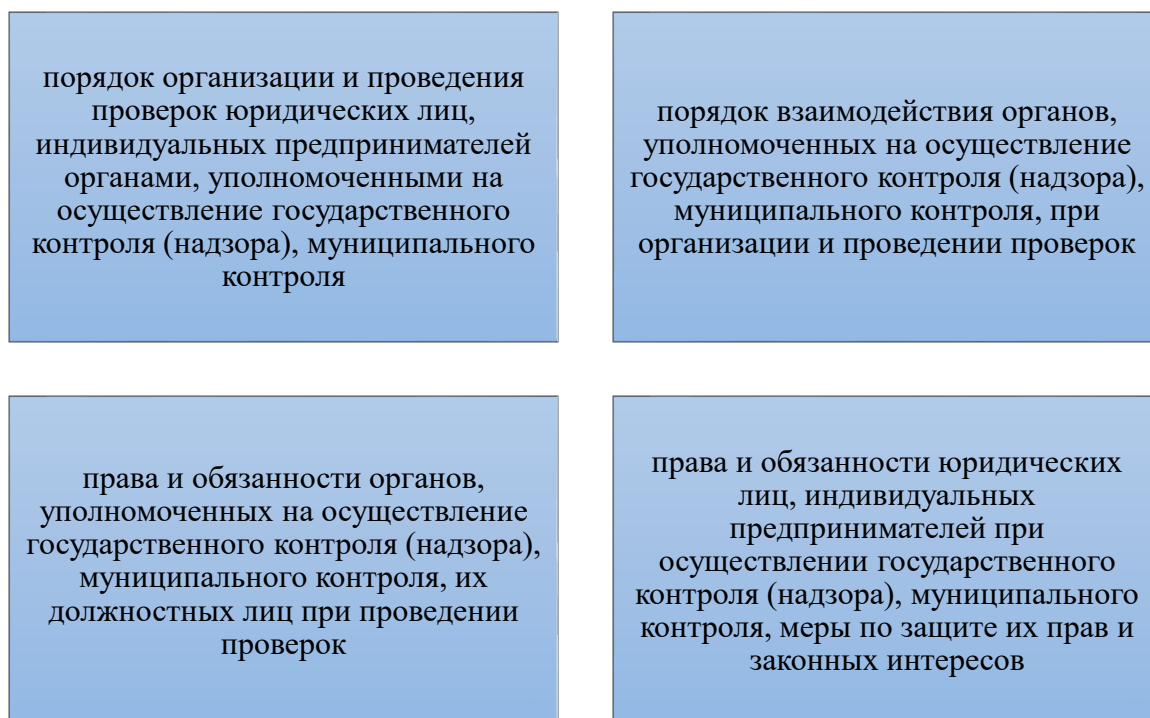 порядок организации и проведения
проверок юридических лиц,
индивидуальных предпринимателей
органами, уполномоченными на
осуществление государственного
контроля (надзора), муниципального
контроля
порядок взаимодействия органов,
уполномоченных на осуществление
государственного контроля (надзора),
муниципального контроля, при
организации и проведении проверок
права и обязанности органов,
уполномоченных на осуществление
государственного контроля (надзора),
муниципального контроля, их
должностных лиц при проведении
проверок
права и обязанности юридических
лиц, индивидуальных
предпринимателей при
осуществлении государственного
контроля (надзора), муниципального
контроля, меры по защите их прав и
законных интересов